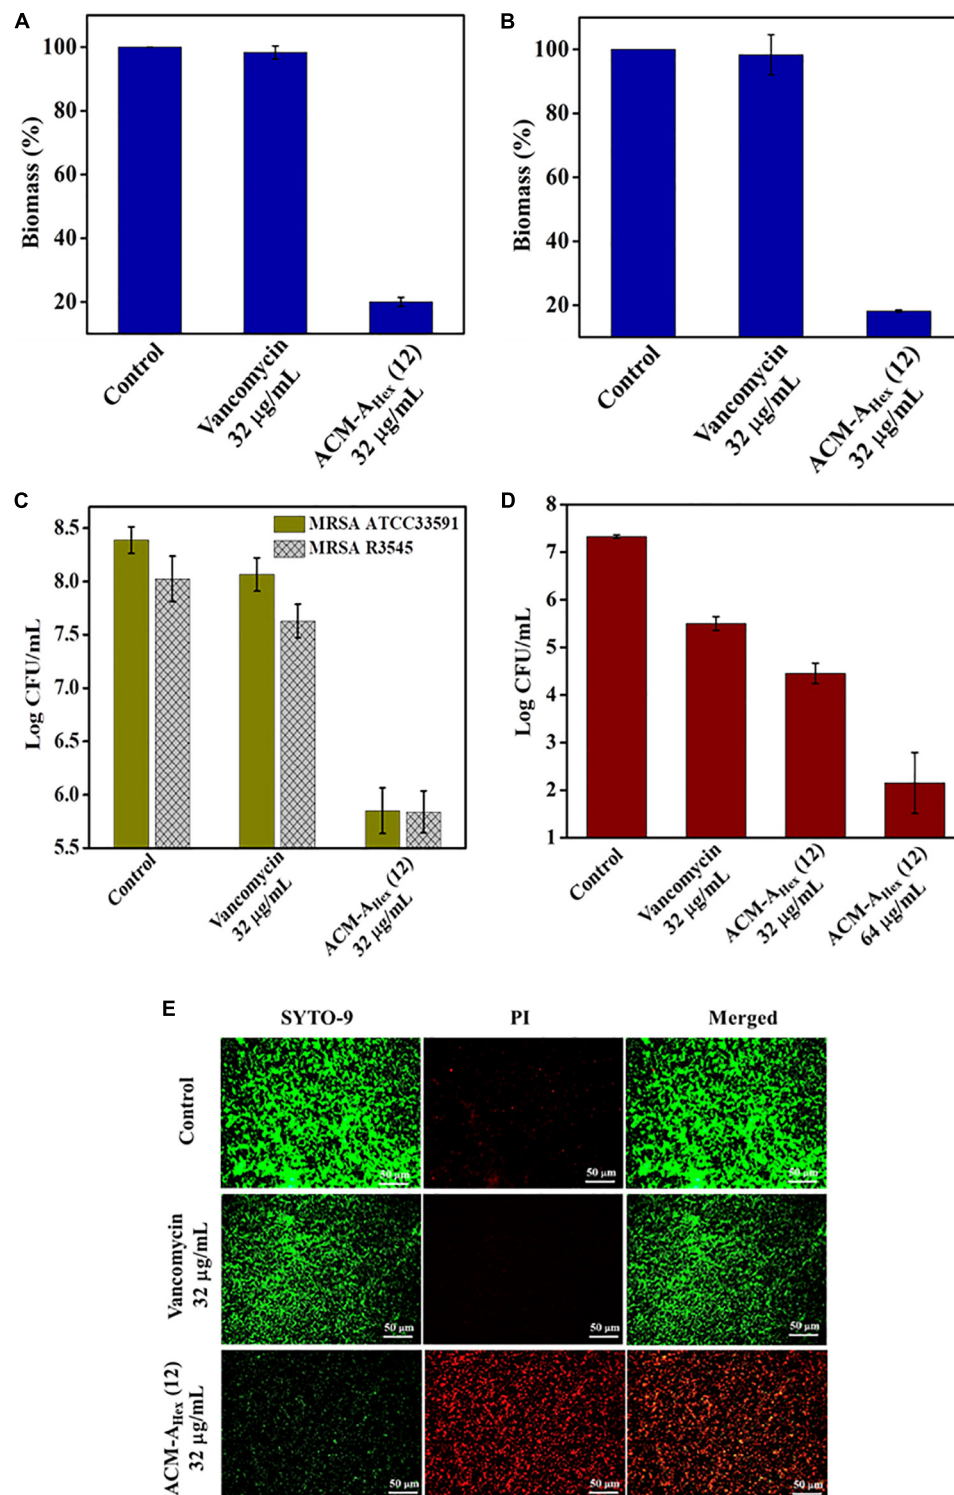 A
B
100
80
60
40
20
Biomass (%)
Control
Vancomycin
32 µg/mL
ACM-AHex (12)
32 µg/mL
100
80
60
40
20
Biomass (%)
Control
Vancomycin
32 µg/mL
ACM-AHex (12)
32 µg/mL
C
D
MRSA ATCC33591
MRSA R3545
8.5
8.0
7.5
7.0
6.5
6.0
5.5
Log CFU/mL
Control
Vancomycin
32 µg/mL
ACM-AHex (12)
32 µg/mL
8
7
6
5
4
3
2
1
Log CFU/mL
Control
Vancomycin
32 µg/mL
ACM-AHex (12)
32 µg/mL
ACM-AHex (12)
64 µg/mL
E
SYTO-9 PI Merged
Control
50 µm 50 µm 50 µm
Vancomycin
32 µg/mL
50 µm 50 µm 50 µm
ACM-AHex (12)
32 µg/mL
50 µm 50 µm 50 µm